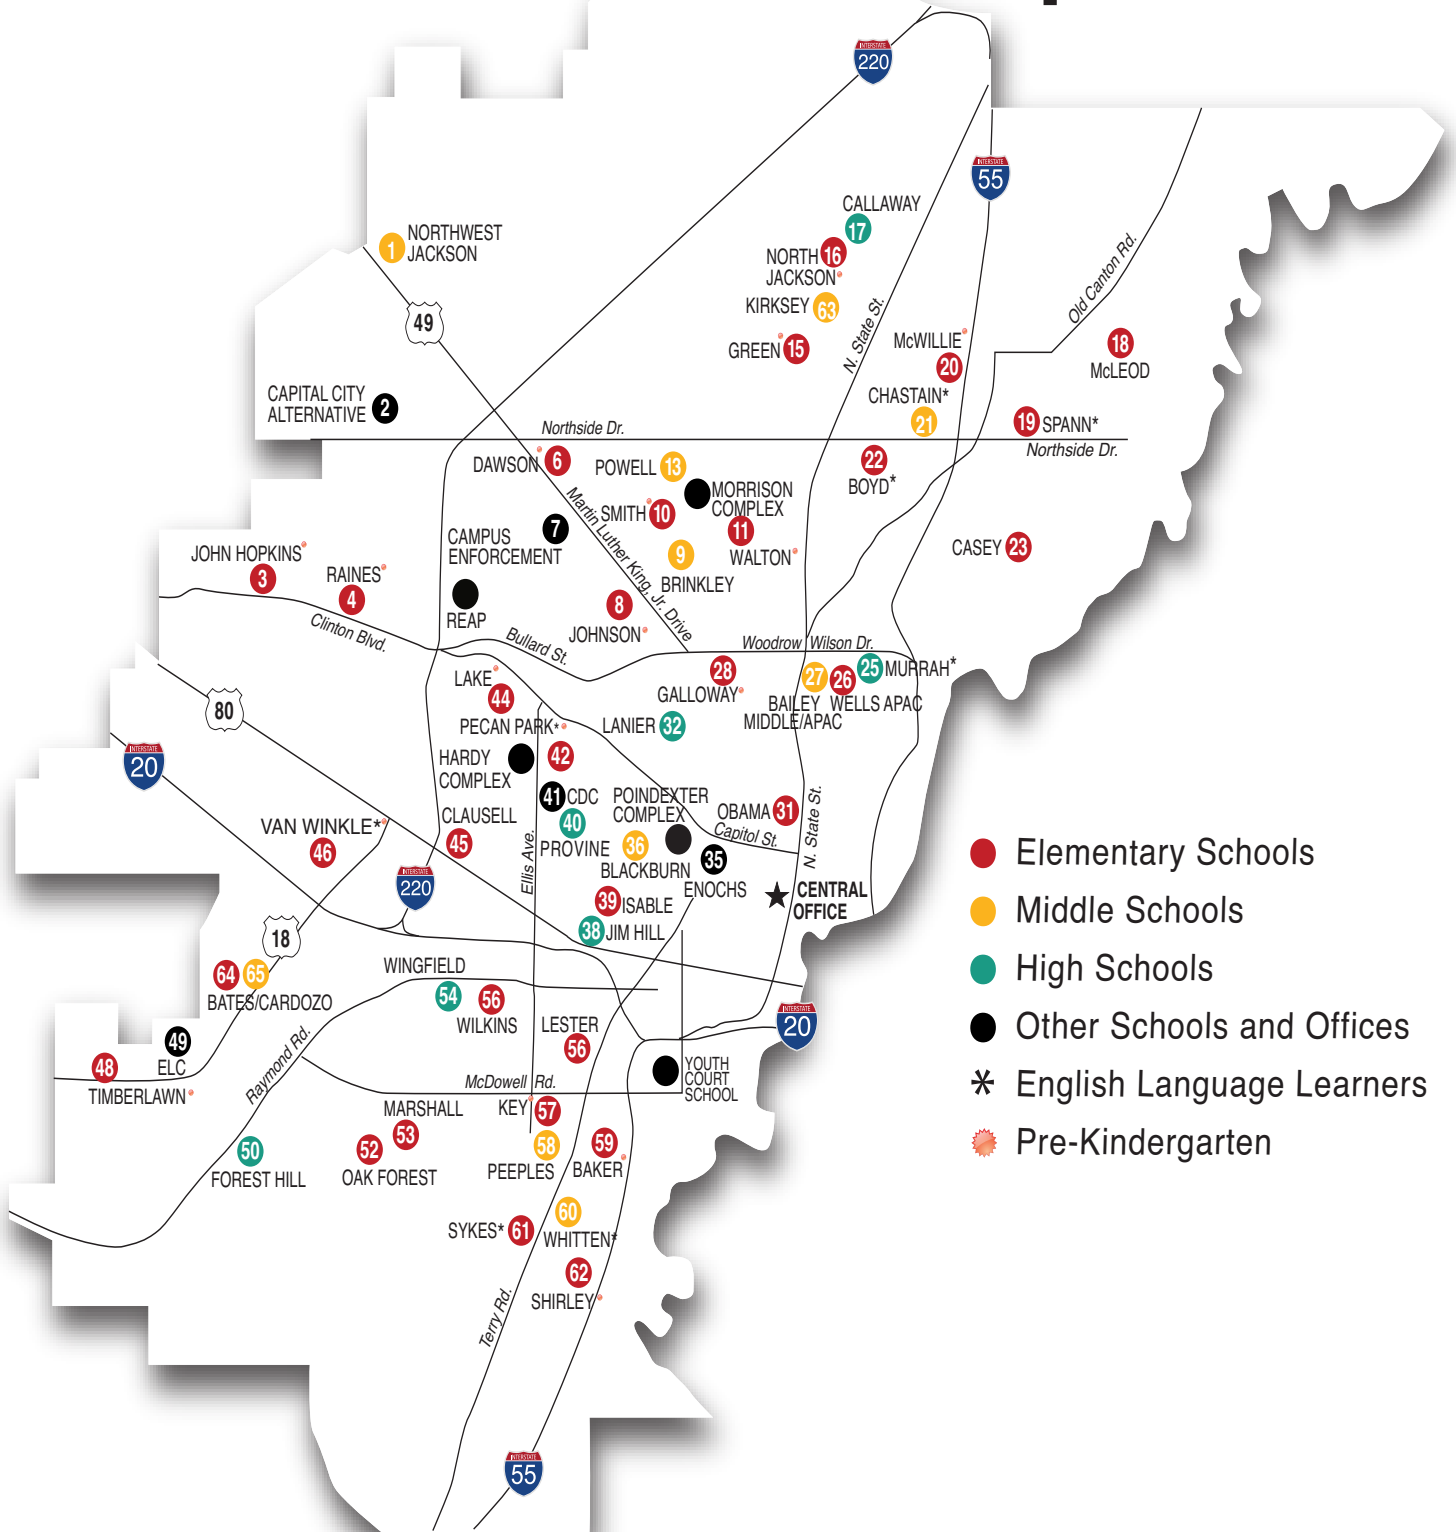 INTERSTATE
220
INTERSTATE
55
CALLAWAY
17
NORTHWEST
JACKSON
1
NORTH
JACKSON
16
KIRKSEY
63
49
N. State St.
Old Canton Rd.
GREEN
15
McWILLIE
20
18
McLEOD
CAPITAL CITY
ALTERNATIVE
2
CHASTAIN*
21
19
SPANN*
Northside Dr.
Northside Dr.
DAWSON
6
POWELL
13
22
BOYD*
MORRISON
COMPLEX
SMITH
10
11
WALTON
Martin Luther King, Jr. Drive
CAMPUS
ENFORCEMENT
7
9
BRINKLEY
CASEY
23
JOHN HOPKINS
3
RAINES
4
REAP
8
JOHNSON
Clinton Blvd.
Bullard St.
Woodrow Wilson Dr.
28
GALLOWAY
27
26
25
MURRAH*
BAILEY
MIDDLE/APAC
WELLS APAC
LAKE
44
80
PECAN PARK*
42
LANIER
32
HARDY
COMPLEX
INTERSTATE
20
41
CDC
POINDEXTER
COMPLEX
OBAMA
31
N. State St.
CLAUSELL
45
40
PROVINE
36
BLACKBURN
Capitol St.
35
ENOCHS
VAN WINKLE*
46
Ellis Ave.
INTERSTATE
220
39
ISABLE
CENTRAL
OFFICE
38
JIM HILL
18
64
65
BATES/CARDOZO
WINGFIELD
54
56
WILKINS
LESTER
56
INTERSTATE
20
49
ELC
48
TIMBERLAWN
Raymond Rd.
YOUTH
COURT
SCHOOL
McDowell Rd.
MARSHALL
53
KEY
57
50
FOREST HILL
52
OAK FOREST
58
PEEPLES
59
BAKER
SYKES*
61
60
WHITTEN*
62
SHIRLEY
Terry Rd.
INTERSTATE
55
Elementary Schools
Middle Schools
High Schools
Other Schools and Offices
* English Language Learners
Pre-Kindergarten